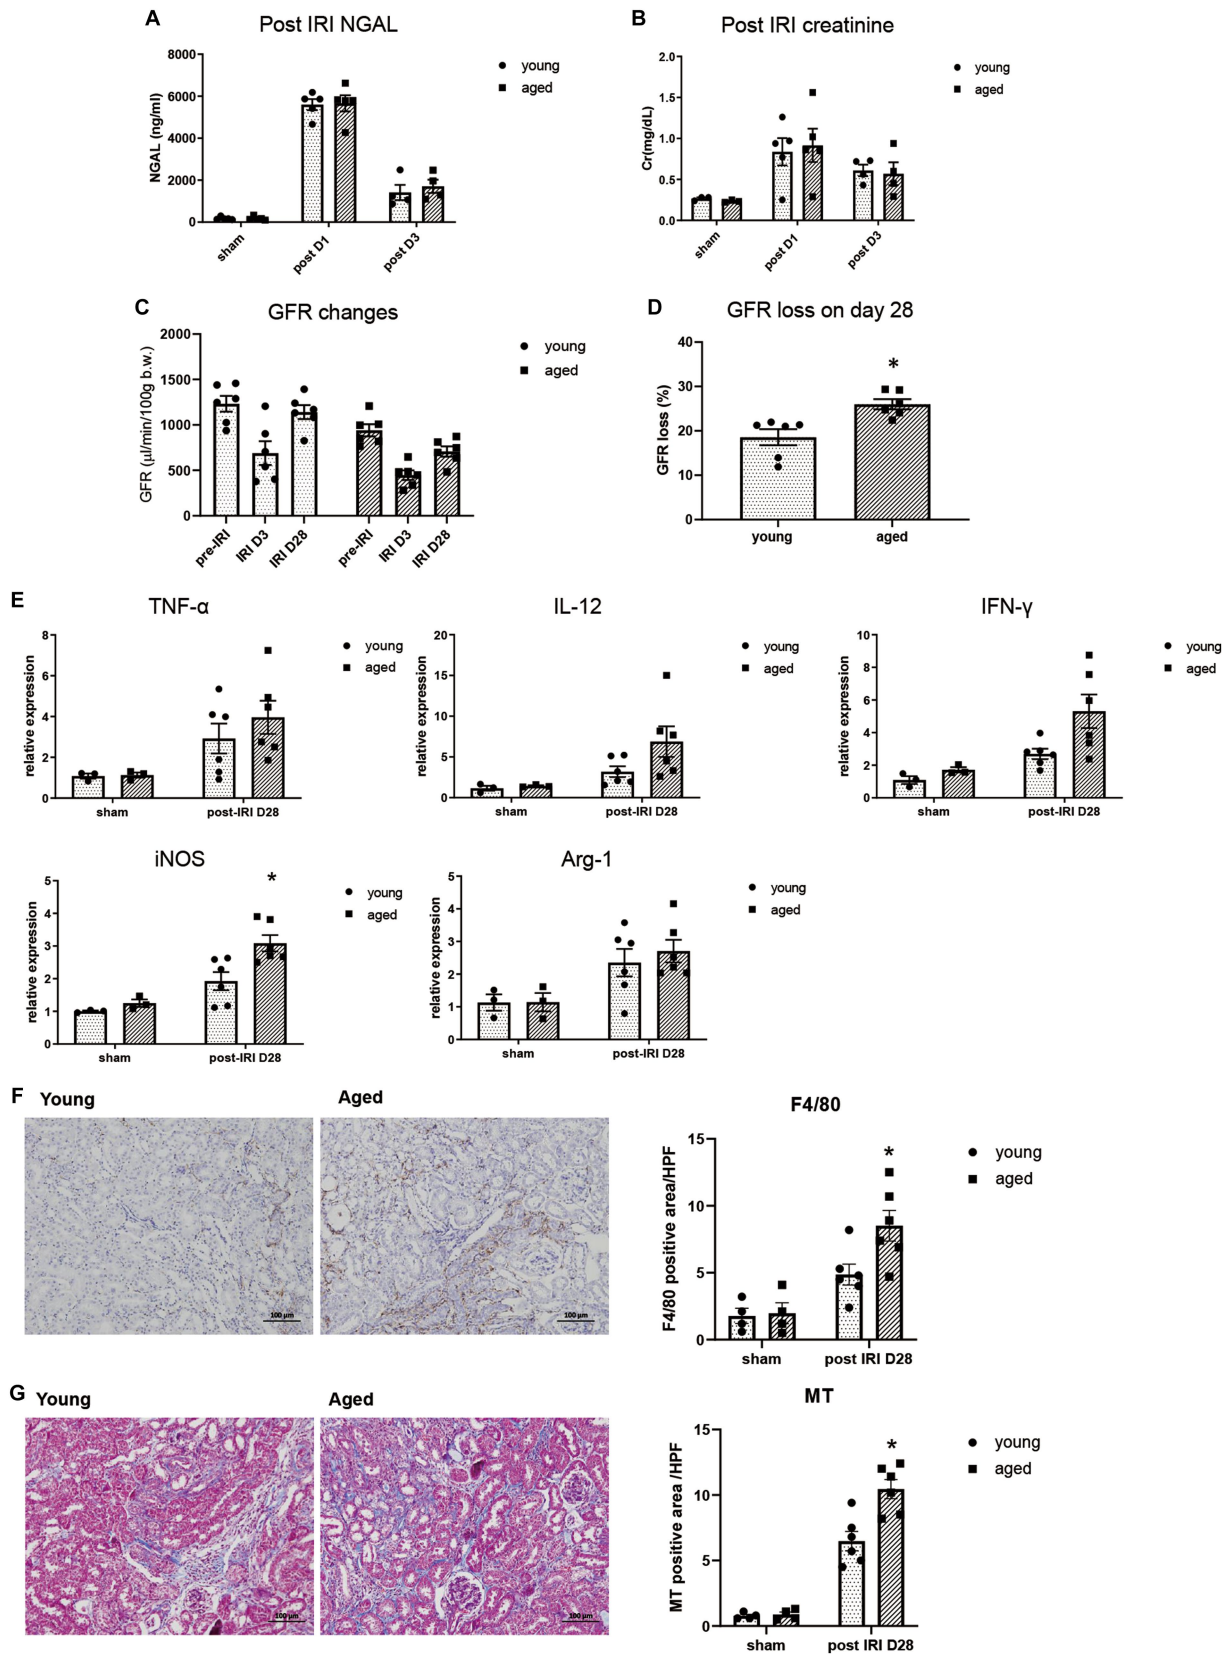 A
Post IRI NGAL
NGAL (ng/ml)
8000
6000
4000
2000
0
sham
post D1
post D3
young
aged
B
Post IRI creatinine
Cr(mg/dL)
2.0
1.5
1.0
0.5
0.0
sham
post D1
post D3
young
aged
C
GFR changes
GFR (μl/min/100g b.w.)
2000
1500
1000
500
0
pre-IRI
IRI D3
IRI D28
pre-IRI
IRI D3
IRI D28
young
aged
D
GFR loss on day 28
GFR loss (%)
40
30
20
10
0
*
young
aged
E
TNF-α
relative expression
8
6
4
2
0
sham
post-IRI D28
young
aged
IL-12
relative expression
20
15
10
5
0
sham
post-IRI D28
young
aged
IFN-γ
relative expression
10
8
6
4
2
0
sham
post-IRI D28
young
aged
iNOS
relative expression
5
4
3
2
1
0
*
sham
post-IRI D28
young
aged
Arg-1
relative expression
5
4
3
2
1
0
sham
post-IRI D28
young
aged
F
Young
Aged
100 μm
100 μm
F4/80
F4/80 positive area/HPF
15
10
5
0
*
sham
post IRI D28
young
aged
G
Young
Aged
100 μm
100 μm
MT
MT positive area /HPF
15
10
5
0
*
sham
post IRI D28
young
aged